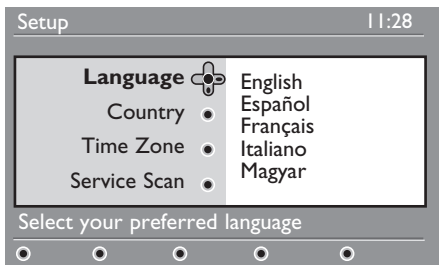 Setup 11:28
Language
Country
Time Zone
Service Scan
English
Español
Français
Italiano
Magyar
Select your preferred language